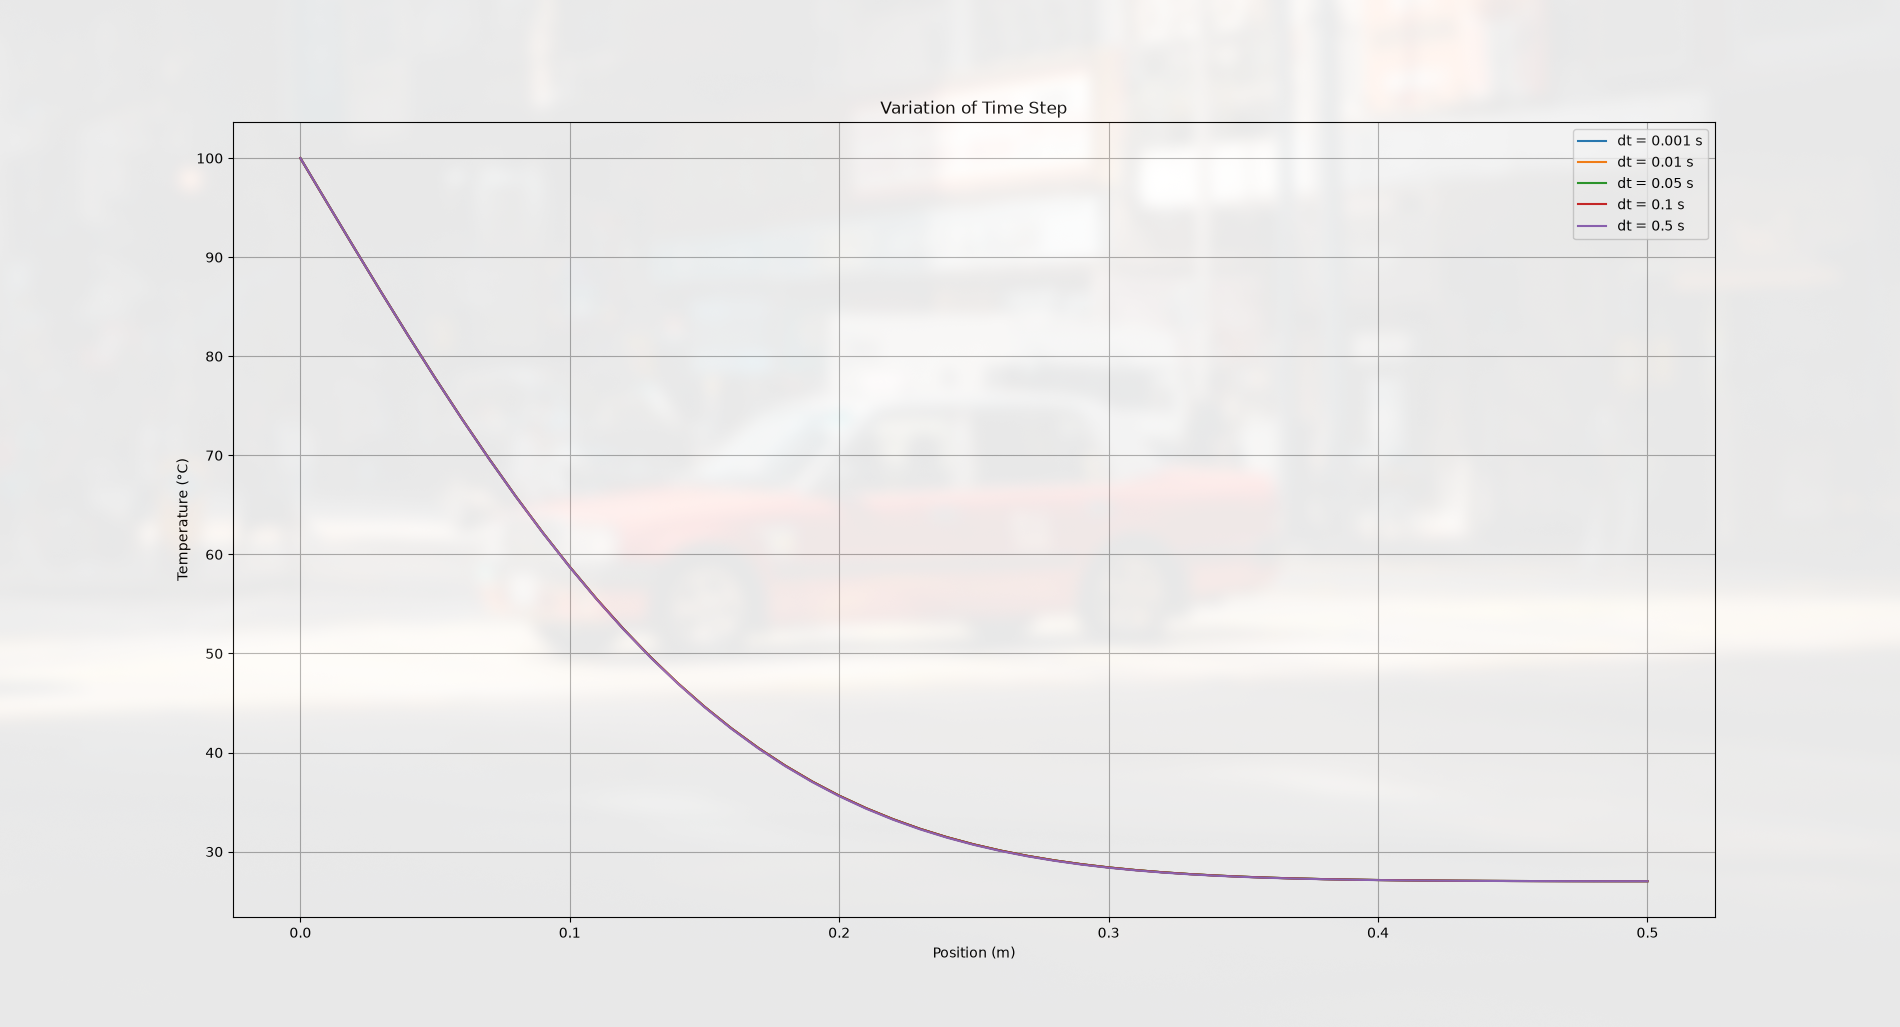 Variation of Time Step
dt = 0.001 s
dt = 0.01 s
dt = 0.05 s
dt = 0.1 s
dt = 0.5 s
100
90
80
70
60
50
40
30
Temperature (°C)
0.0
0.1
0.2
0.3
0.4
0.5
Position (m)